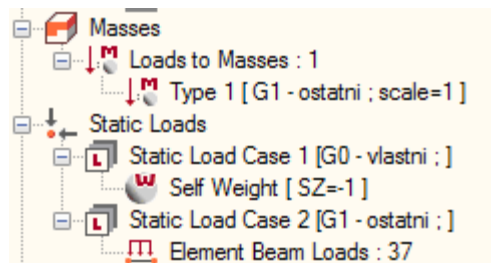 Masses
Loads to Masses : 1
Type 1 [ G1 - ostatni ; scale=1 ]
Static Loads
Static Load Case 1 [G0 - vlastni ; ]
Self Weight [ SZ=-1 ]
Static Load Case 2 [G1 - ostatni ; ]
Element Beam Loads : 37